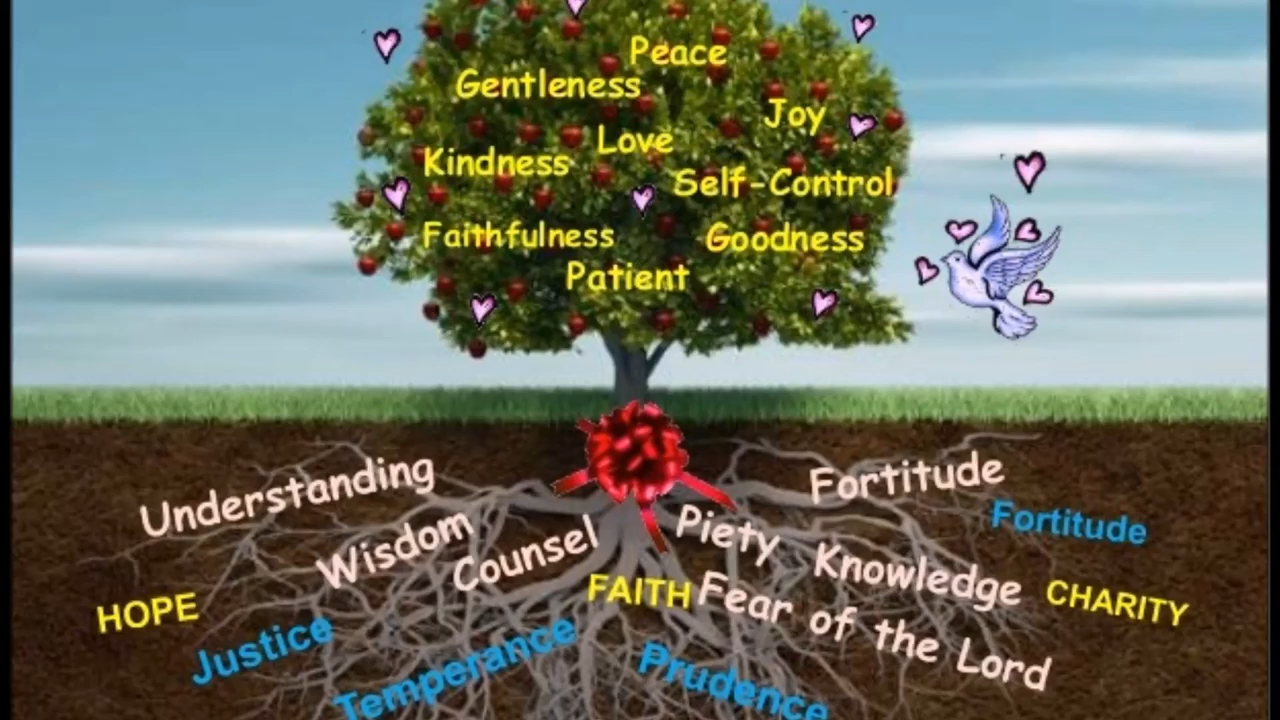 Peace
Gentleness
Joy
Love
Kindness
Self-Control
Faithfulness
Goodness
Patient
Understanding
Fortitude
Fortitude
Wisdom
Counsel
Piety
Knowledge
HOPE
FAITH
Fear of the Lord
CHARITY
Justice
Temperance
Prudence